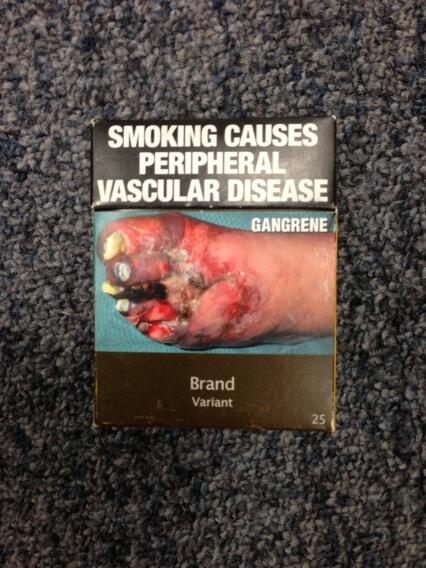 SMOKING CAUSES
PERIPHERAL
VASCULAR DISEASE
GANGRENE
Brand
Variant
25